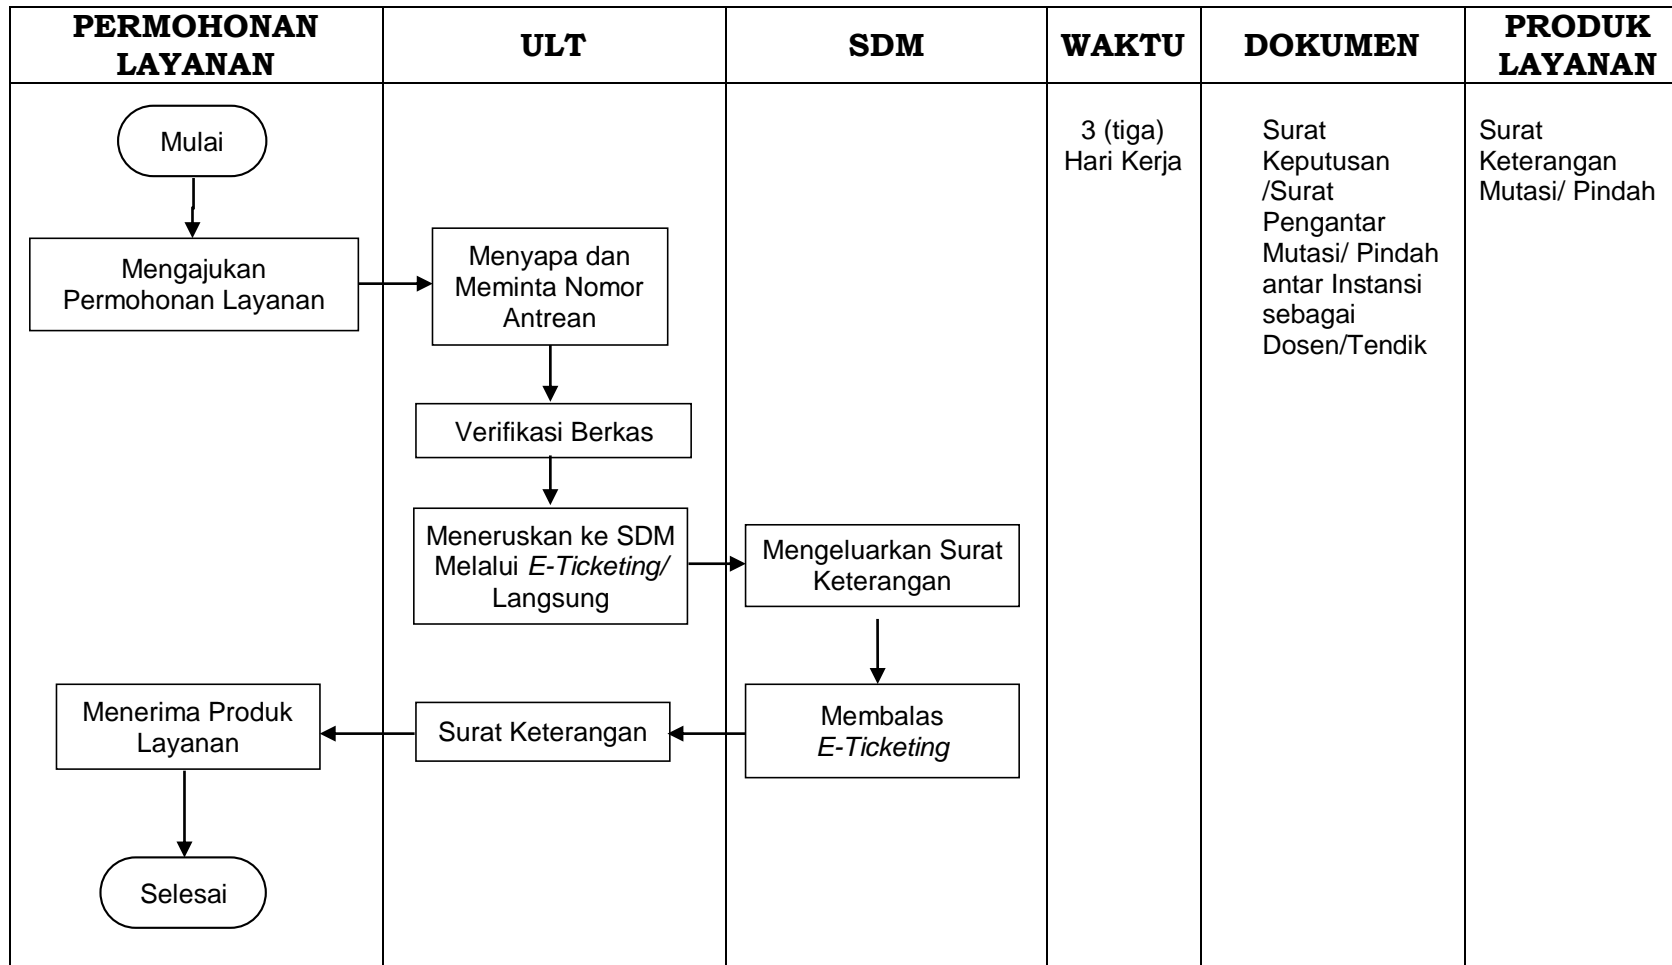 PERMOHONAN
LAYANAN
ULT
SDM
WAKTU
DOKUMEN
PRODUK
LAYANAN
Mulai
Mengajukan
Permohonan Layanan
Menyapa dan
Meminta Nomor
Antrean
Verifikasi Berkas
Meneruskan ke SDM
Melalui E-Ticketing/
Langsung
Mengeluarkan Surat
Keterangan
Membalas
E-Ticketing
Surat Keterangan
Menerima Produk
Layanan
Selesai
3 (tiga)
Hari Kerja
Surat
Keputusan
/Surat
Pengantar
Mutasi/ Pindah
antar Instansi
sebagai
Dosen/Tendik
Surat
Keterangan
Mutasi/ Pindah